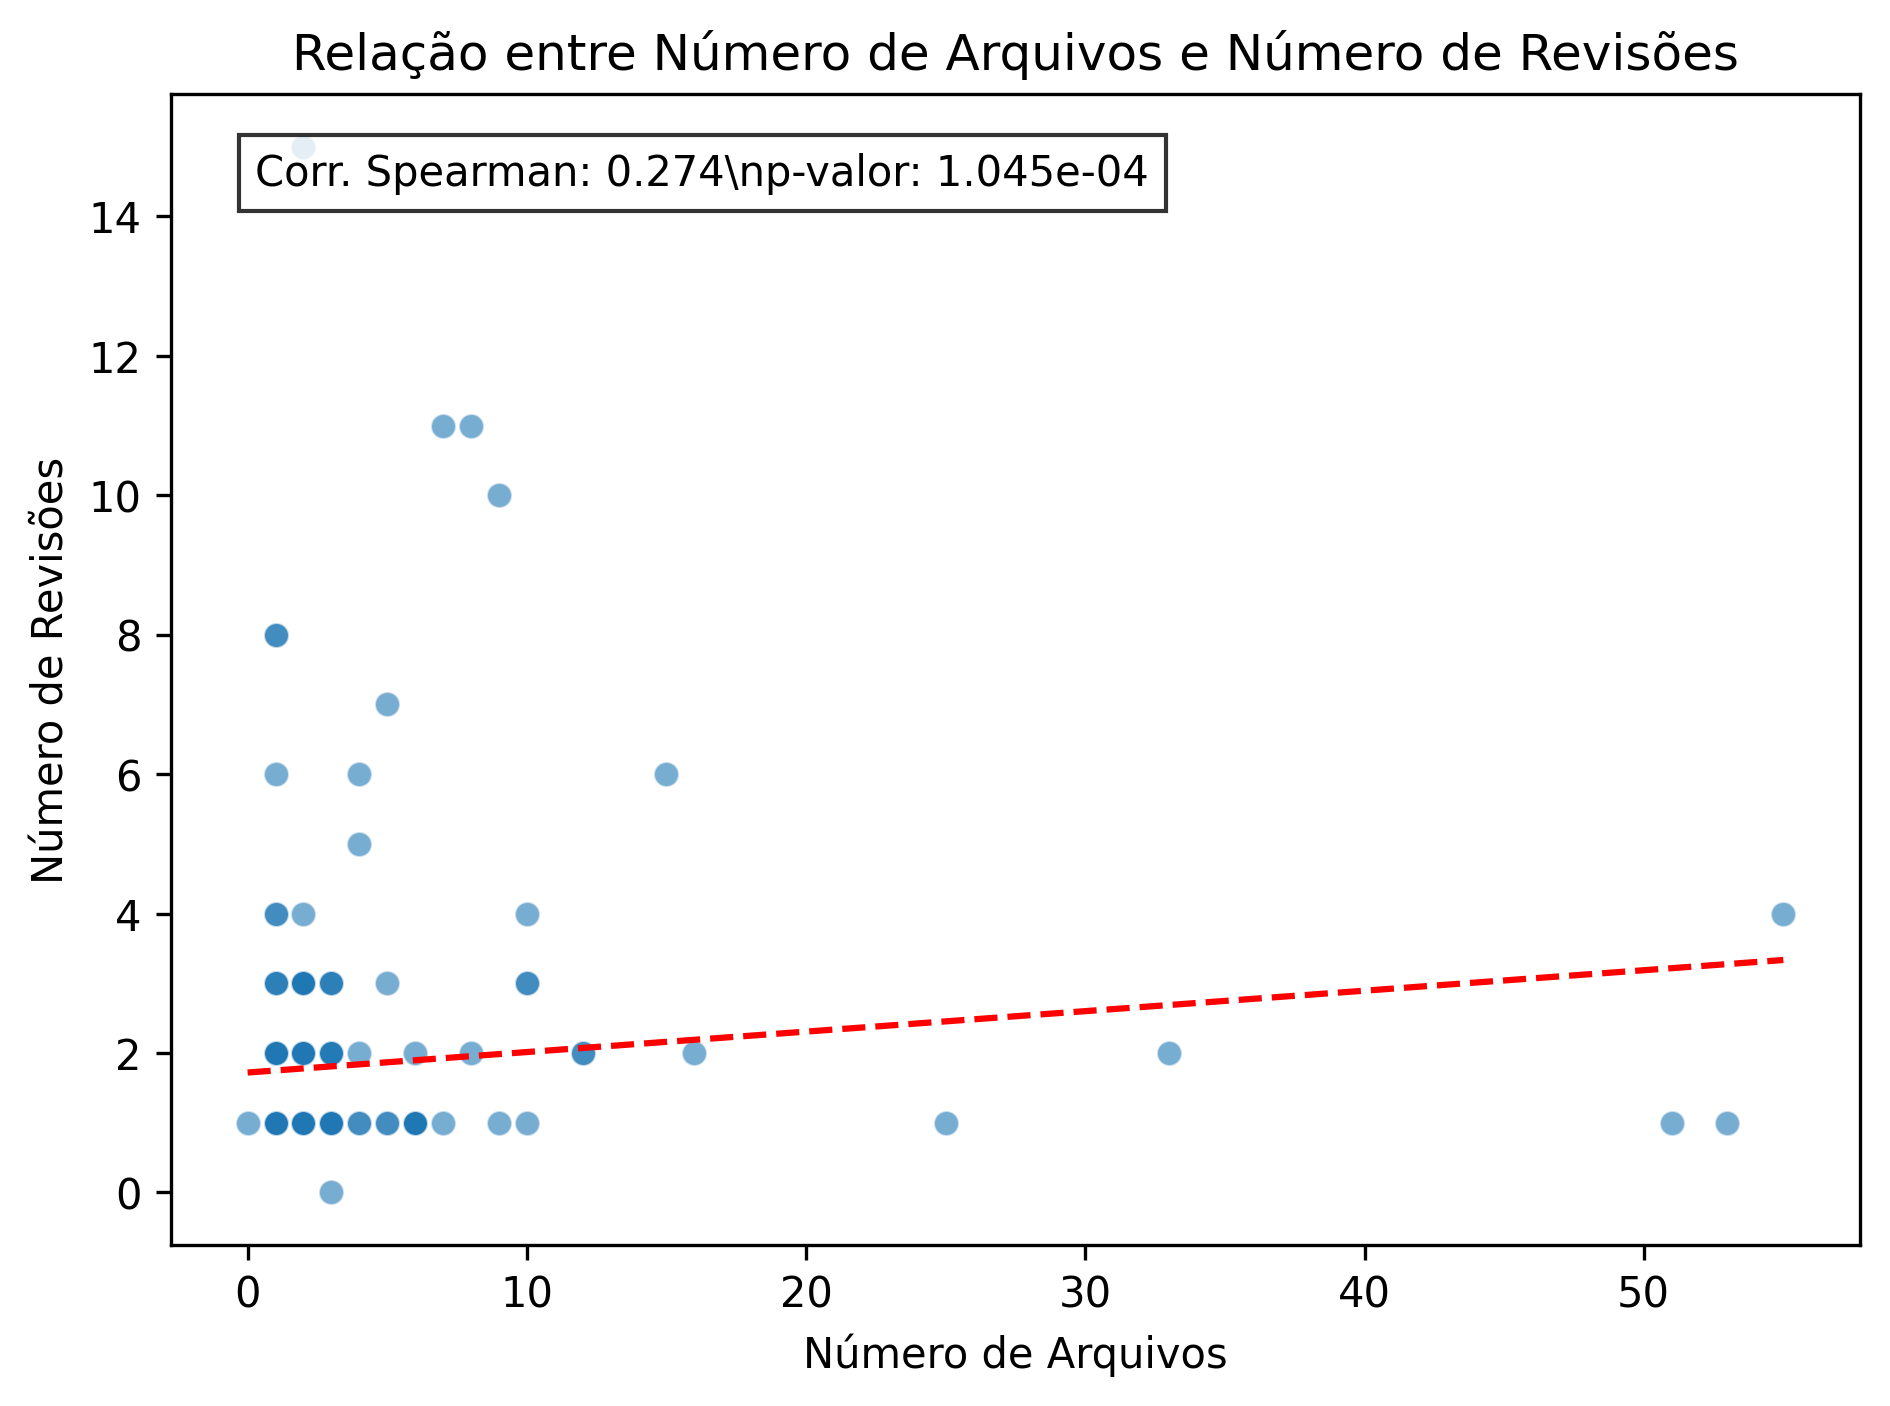 Relação entre Número de Arquivos e Número de Revisões
Corr. Spearman: 0.274\np-valor: 1.045e-04
Número de Revisões
14
12
10
8
6
4
2
0
0 10 20 30 40 50
Número de Arquivos